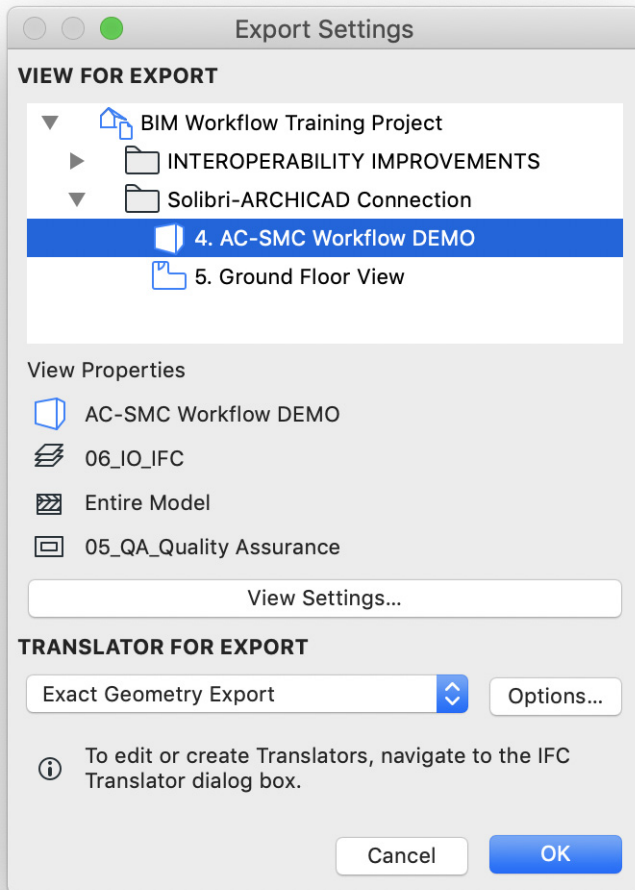 Export Settings
VIEW FOR EXPORT
BIM Workflow Training Project
INTEROPERABILITY IMPROVEMENTS
Solibri-ARCHICAD Connection
4. AC-SMC Workflow DEMO
5. Ground Floor View
View Properties
AC-SMC Workflow DEMO
06_IO_IFC
Entire Model
05_QA_Quality Assurance
View Settings...
TRANSLATOR FOR EXPORT
Exact Geometry Export
Options...
To edit or create Translators, navigate to the IFC
Translator dialog box.
Cancel
OK